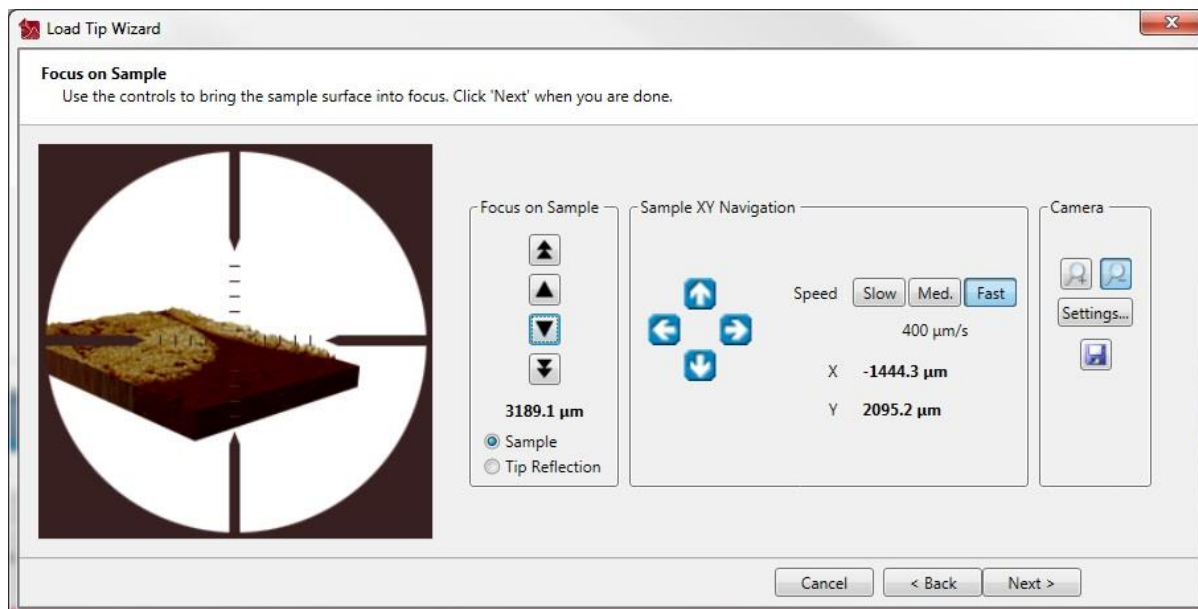 Load Tip Wizard
Focus on Sample
Use the controls to bring the sample surface into focus. Click 'Next' when you are done.
Focus on Sample
3189.1 µm
Sample
Tip Reflection
Sample XY Navigation
Speed Slow Med. Fast
400 µm/s
X -1444.3 µm
Y 2095.2 µm
Camera
Settings...
Cancel < Back Next >